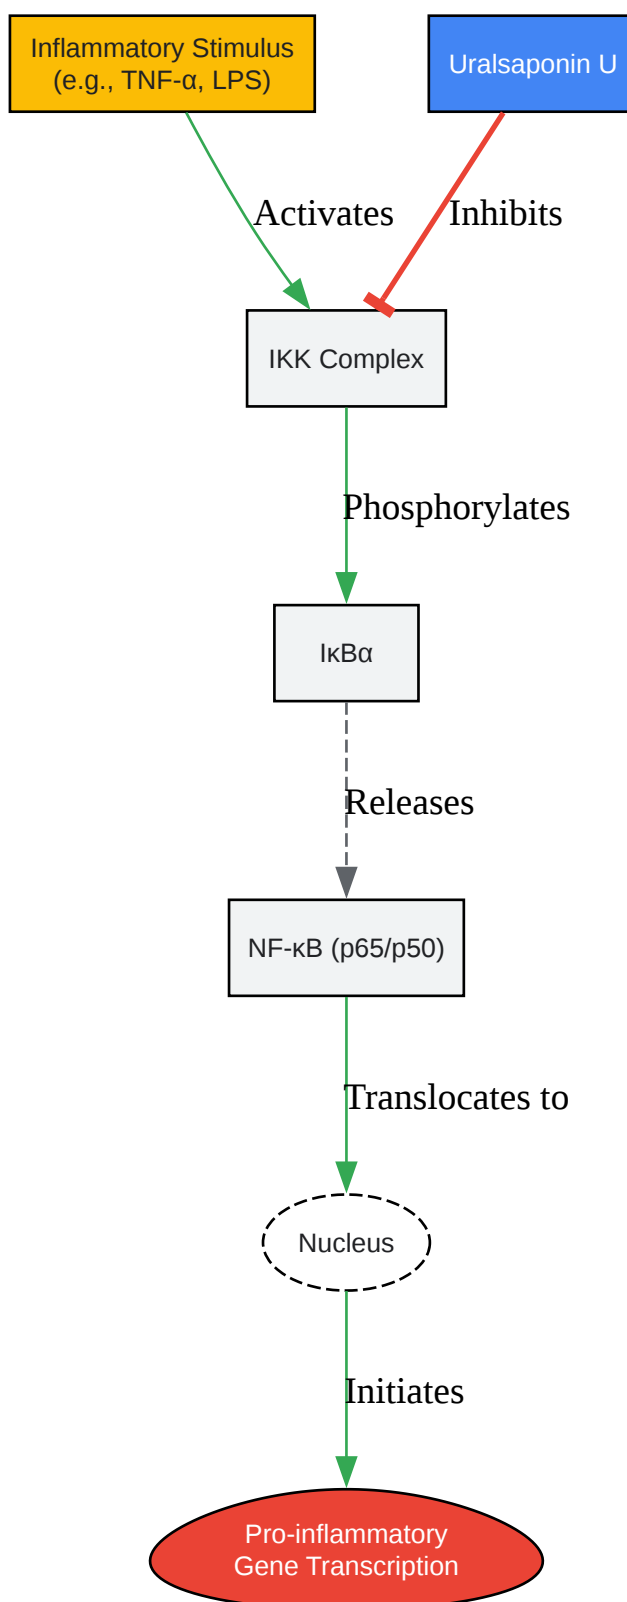 Inflammatory Stimulus
(e.g., TNF-α, LPS)
Uralsaponin U
Activates
Inhibits
IKK Complex
Phosphorylates
IκBα
Releases
NF-κB (p65/p50)
Translocates to
Nucleus
Initiates
Pro-inflammatory
Gene Transcription